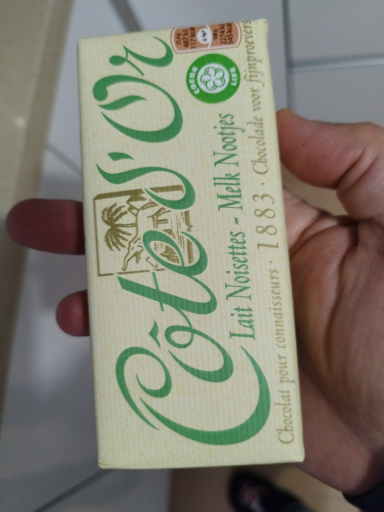 Côte d'Or
Lait Noisettes - Melk Nootjes
Chocolat pour connaisseurs · 1883 · Chocolade voor fijnproevers
COCOA
LIFE